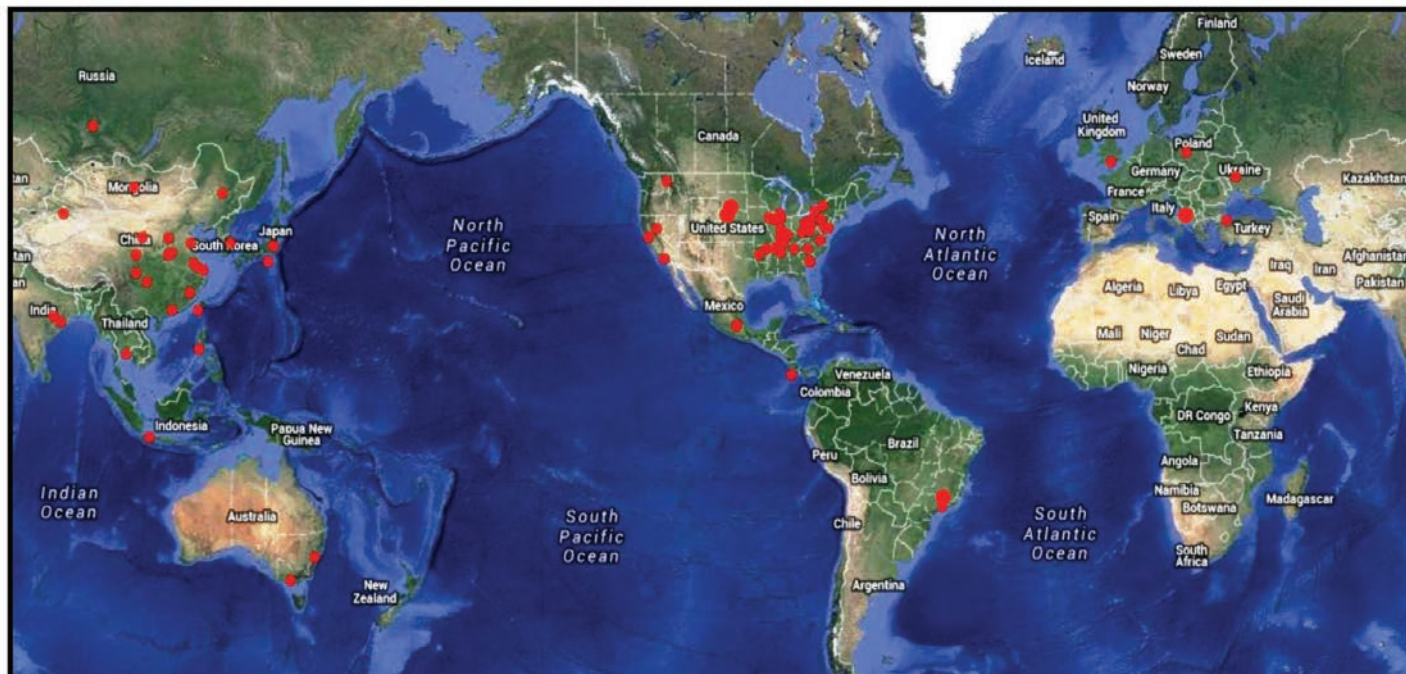 Finland
Russia
Iceland
Sweden
Norway
Canada
United
Kingdom
Poland
Germany
Ukraine
France
Kazakhstan
Mongolia
Italy
Spain
Turkey
China
South Korea
Japan
United States
North
Pacific
Ocean
North
Atlantic
Ocean
Iraq
Iran
Afghanistan
Pakistan
Algeria
Libya
Egypt
Saudi
Arabia
India
Thailand
Mexico
Mali
Niger
Chad
Sudan
Nigeria
Ethiopia
Venezuela
Colombia
Kenya
DR Congo
Tanzania
Indonesia
Papua New
Guinea
Brazil
Peru
Bolivia
Angola
Namibia
Botswana
Madagascar
Indian
Ocean
Australia
South
Pacific
Ocean
Chile
South
Atlantic
Ocean
South
Africa
Argentina
New
Zealand